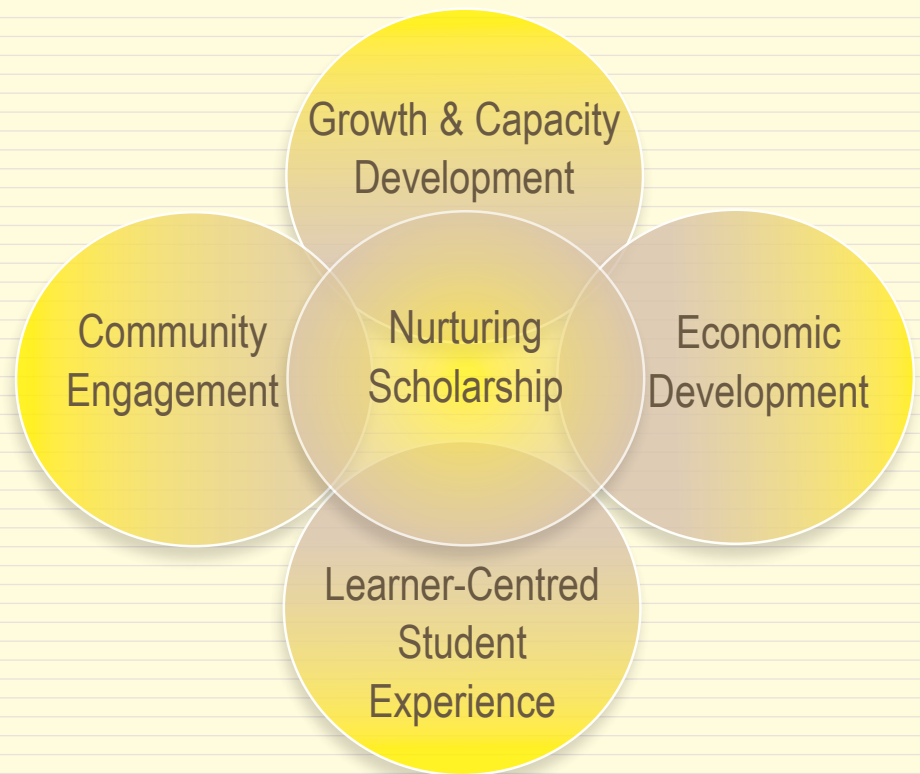 Growth & Capacity
Development
Community
Engagement
Nurturing
Scholarship
Economic
Development
Learner-Centred
Student
Experience